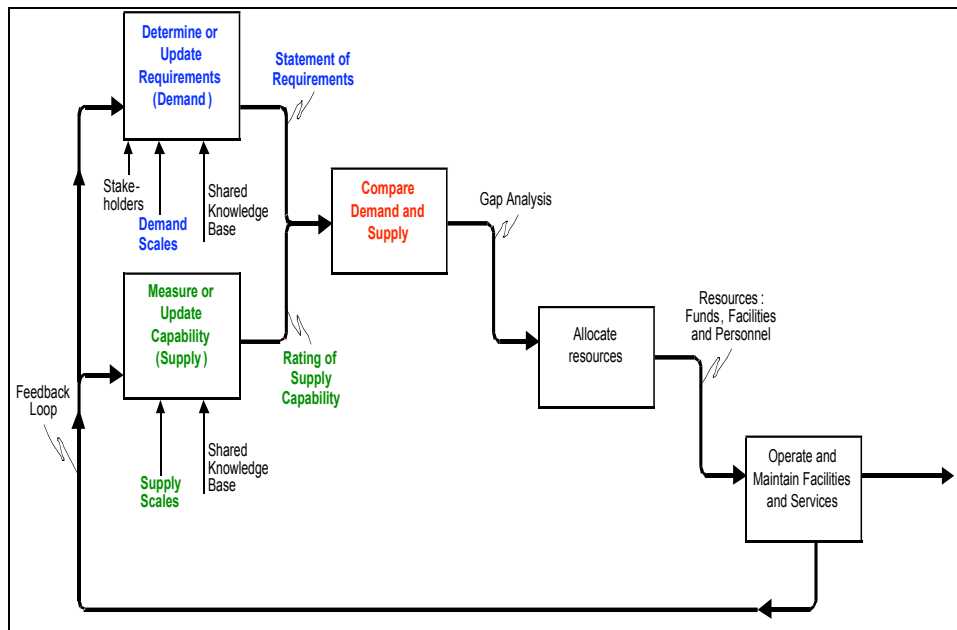 Determine or
Update
Requirements
(Demand)
Statement of
Requirements
Stake-
holders
Demand
Scales
Shared
Knowledge
Base
Compare
Demand and
Supply
Gap Analysis
Measure or
Update
Capability
(Supply)
Rating of
Supply
Capability
Supply
Scales
Shared
Knowledge
Base
Feedback
Loop
Allocate
resources
Resources :
Funds, Facilities
and Personnel
Operate and
Maintain Facilities
and Services